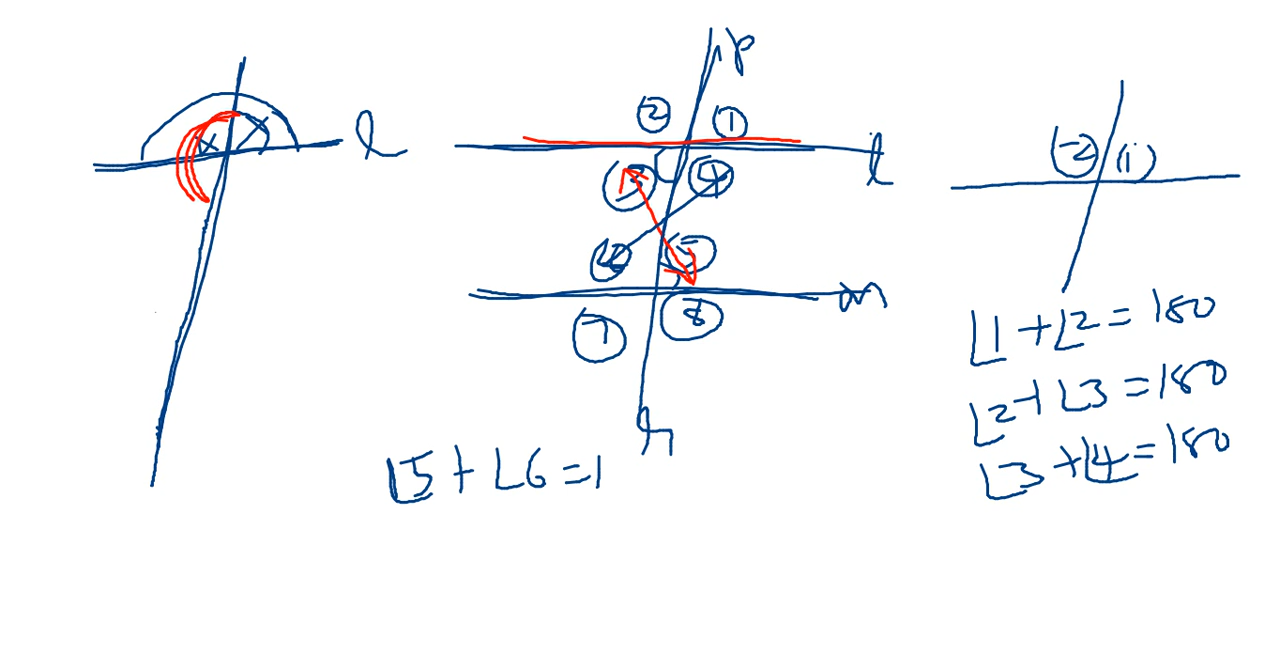 p
l
② ①
l
(2) (1)
③ ④
⑤
m
⑦ ⑧
∠1 + ∠2 = 180
∠2 + ∠3 = 180
∠3 + ∠4 = 180
∠5 + ∠6 = 1